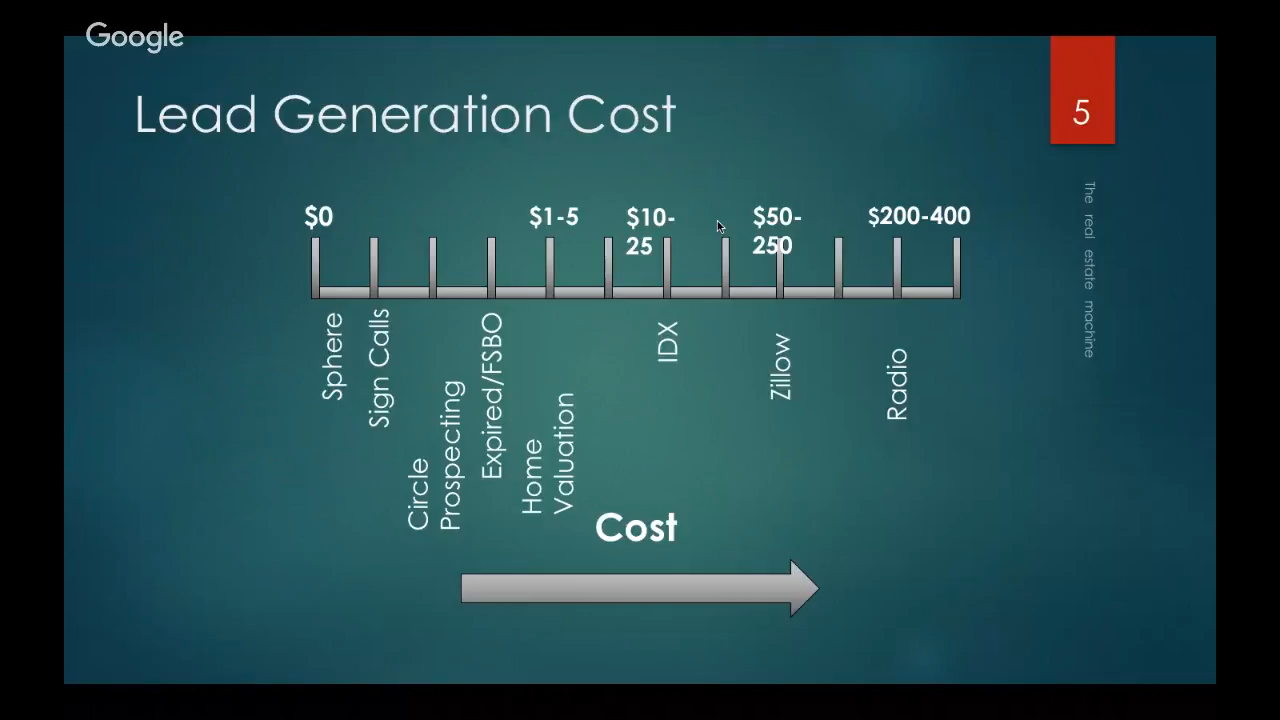 Google
Lead Generation Cost
5
The real estate machine
$0
$1-5
$10-
25
$50-
250
$200-400
Sphere
Sign Calls
Circle
Prospecting
Expired/FSBO
Home
Valuation
IDX
Zillow
Radio
Cost